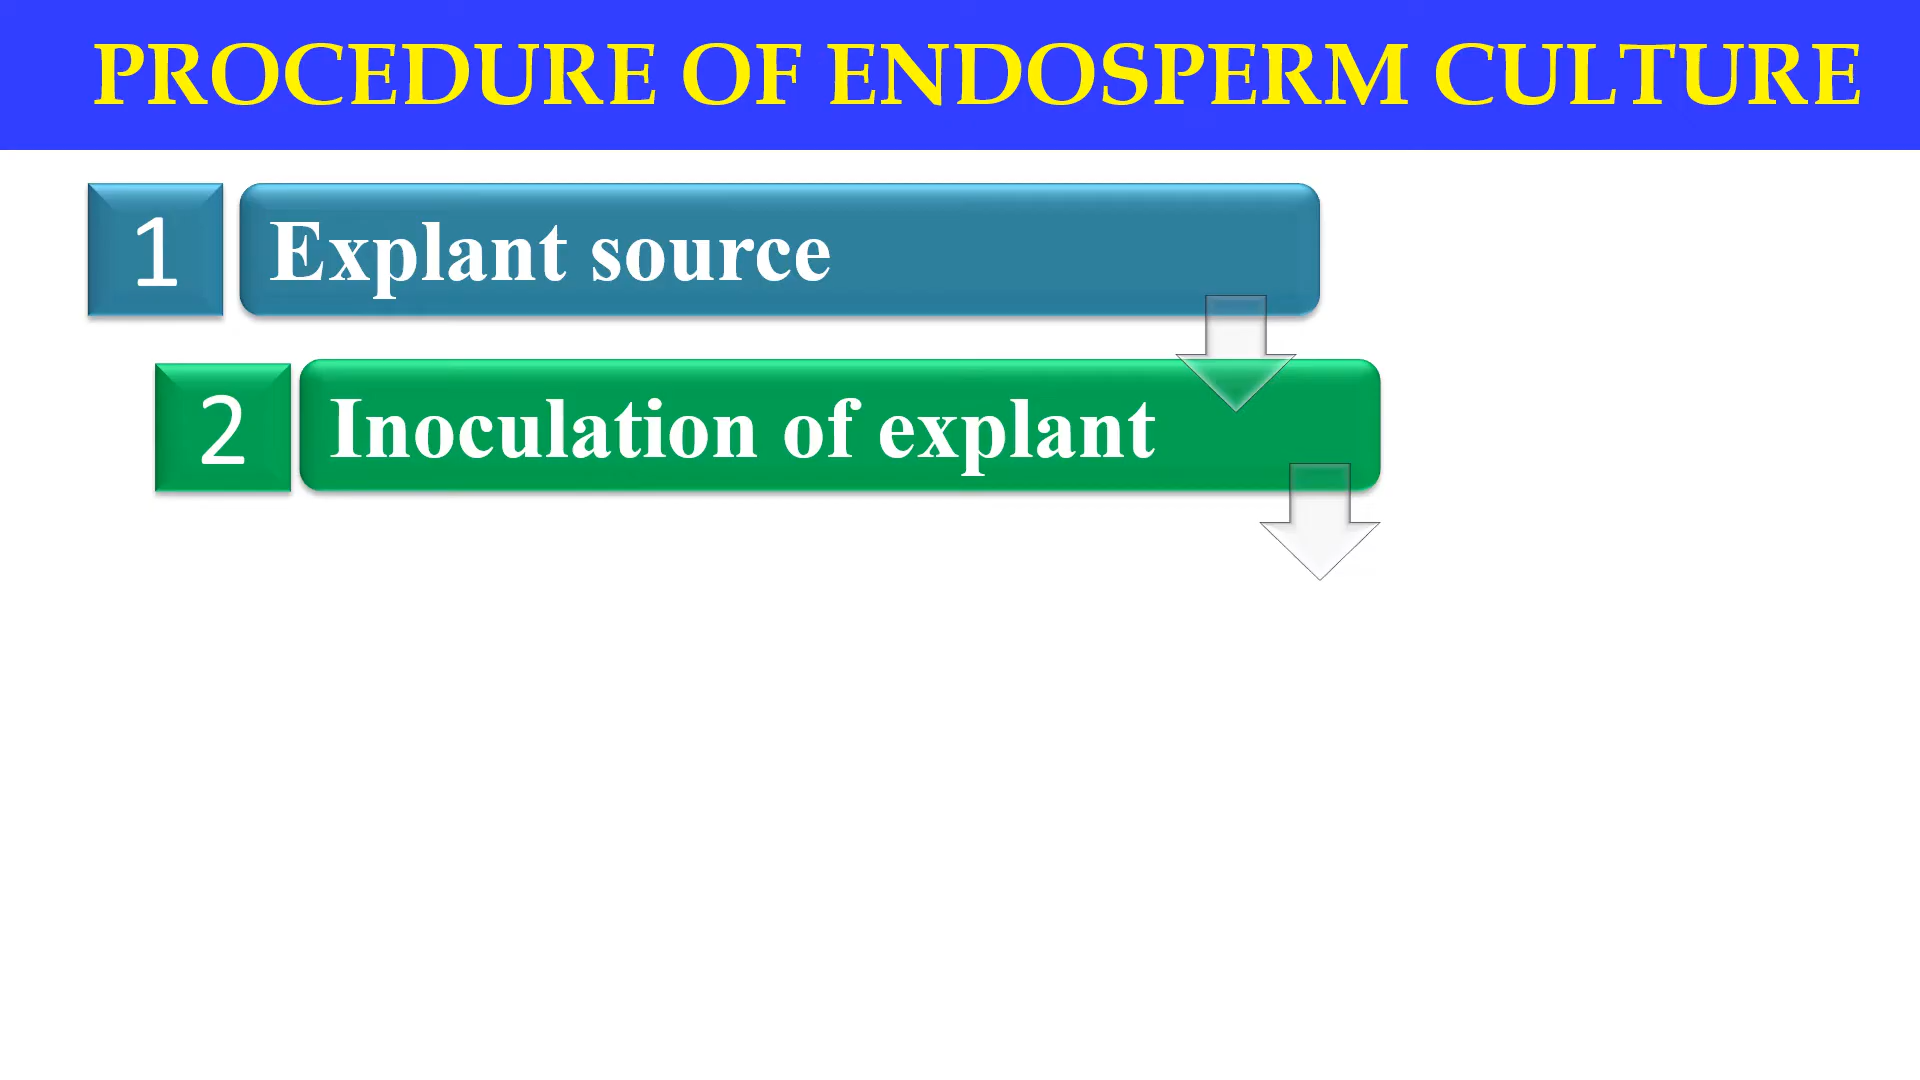 PROCEDURE OF ENDOSPERM CULTURE
1 Explant source
2 Inoculation of explant